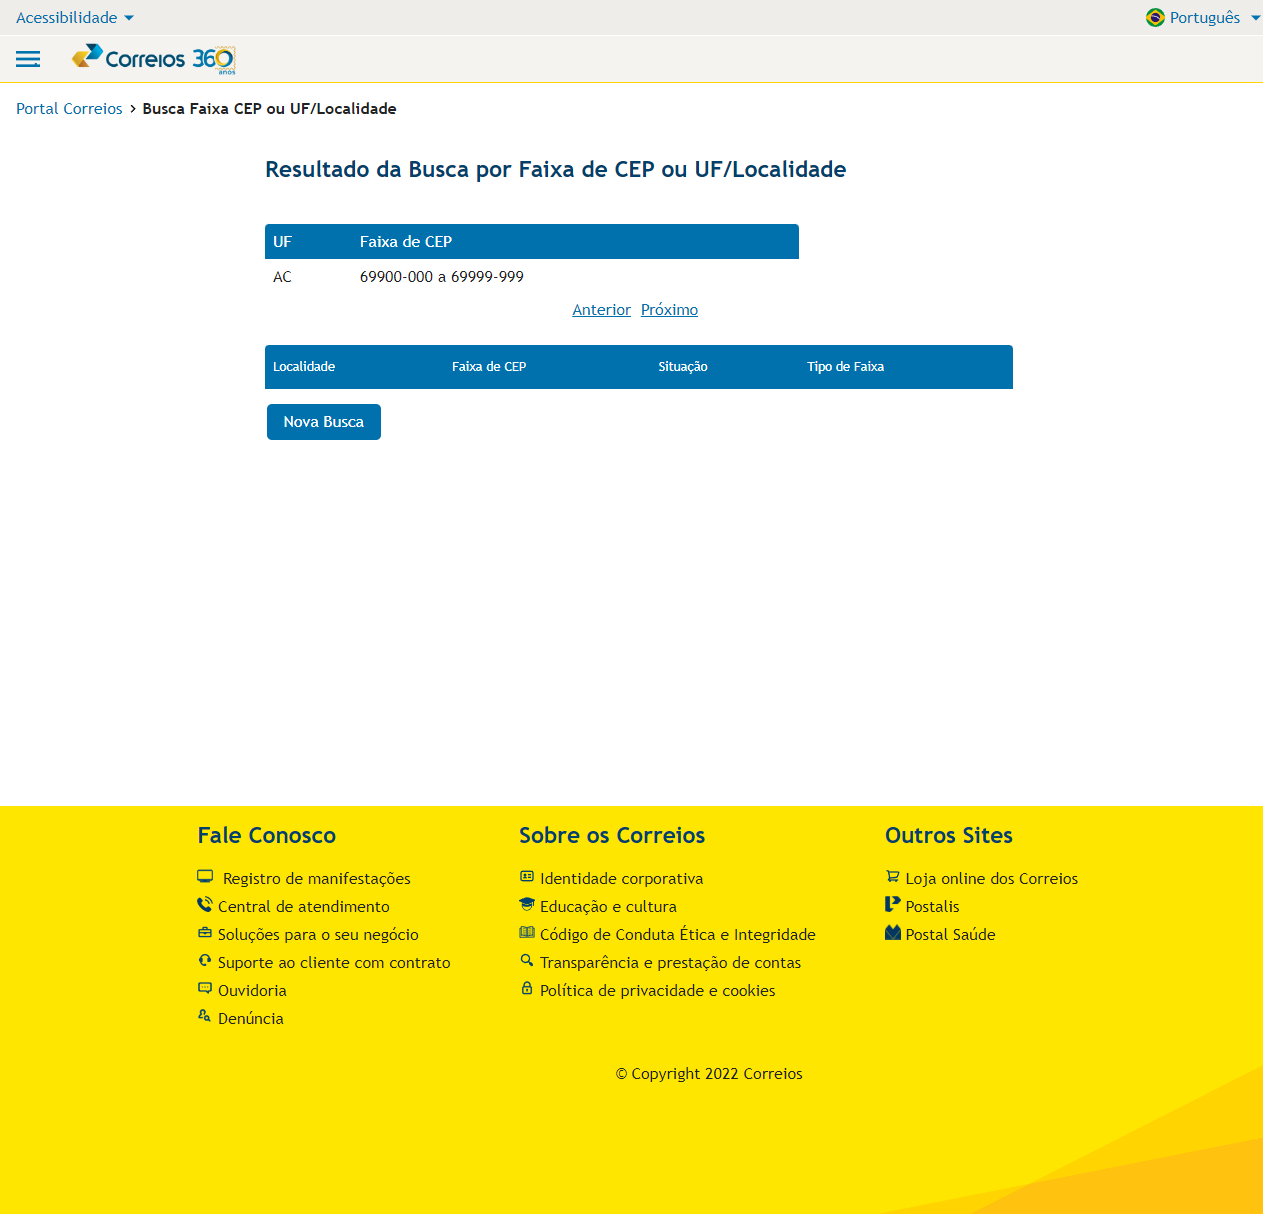 Acessibilidade
Português
Correios 360 anos
Portal Correios > Busca Faixa CEP ou UF/Localidade
Resultado da Busca por Faixa de CEP ou UF/Localidade
UF Faixa de CEP
AC 69900-000 a 69999-999
Anterior Próximo
Localidade Faixa de CEP Situação Tipo de Faixa
Nova Busca
Fale Conosco
Registro de manifestações
Central de atendimento
Soluções para o seu negócio
Suporte ao cliente com contrato
Ouvidoria
Denúncia
Sobre os Correios
Identidade corporativa
Educação e cultura
Código de Conduta Ética e Integridade
Transparência e prestação de contas
Política de privacidade e cookies
Outros Sites
Loja online dos Correios
Postalis
Postal Saúde
© Copyright 2022 Correios